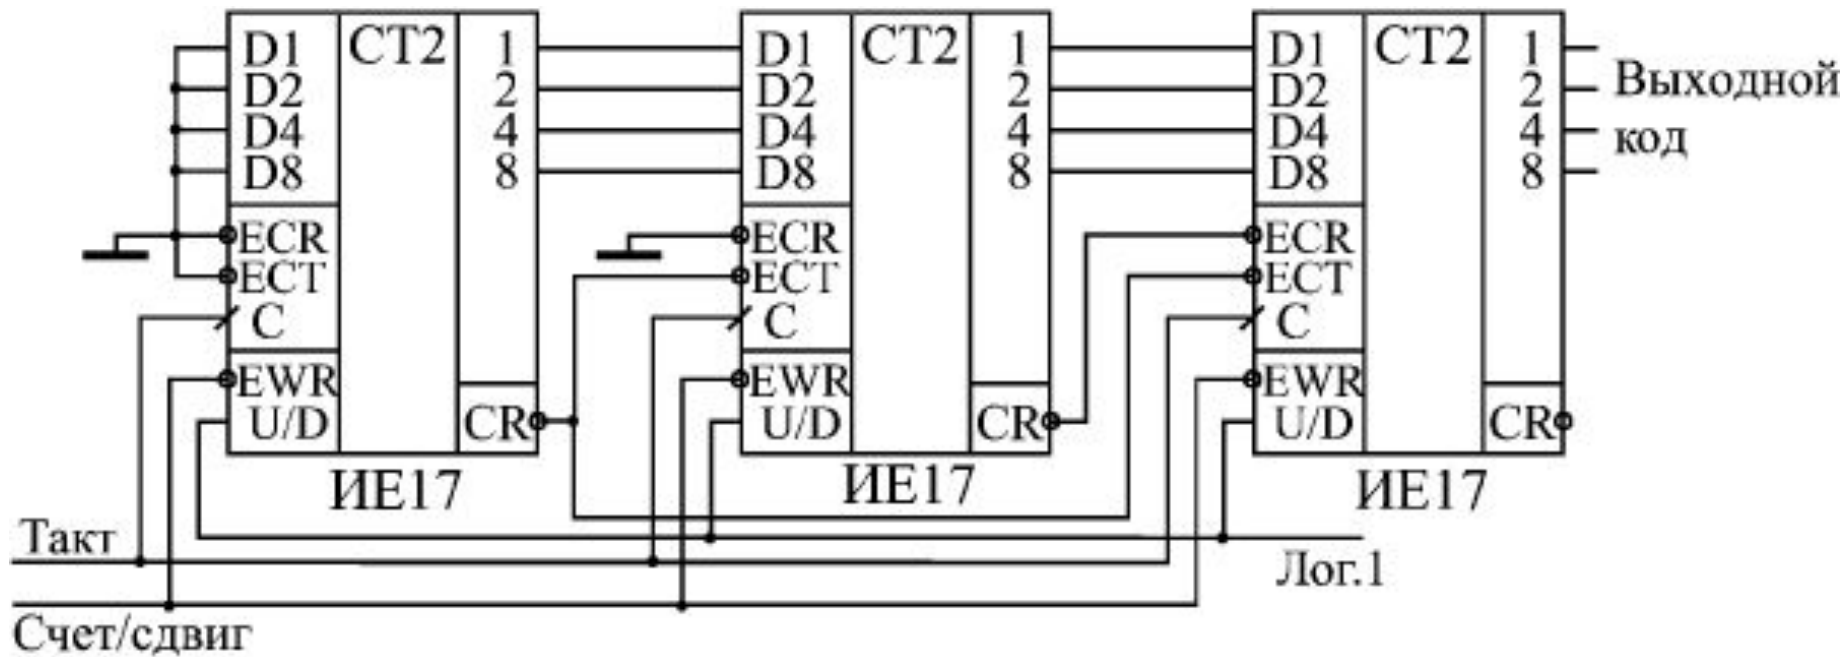 D1 CT2 1 D1 CT2 1 D1 CT2 1
D2 2 D2 2 D2 2 Выходной
D4 4 D4 4 D4 4 код
D8 8 D8 8 D8 8
ECR ECR ECR
ECT ECT ECT
C C C
EWR EWR EWR
U/D CR U/D CR U/D CR
ИЕ17 ИЕ17 ИЕ17
Такт
Лог.1
Счет/сдвиг